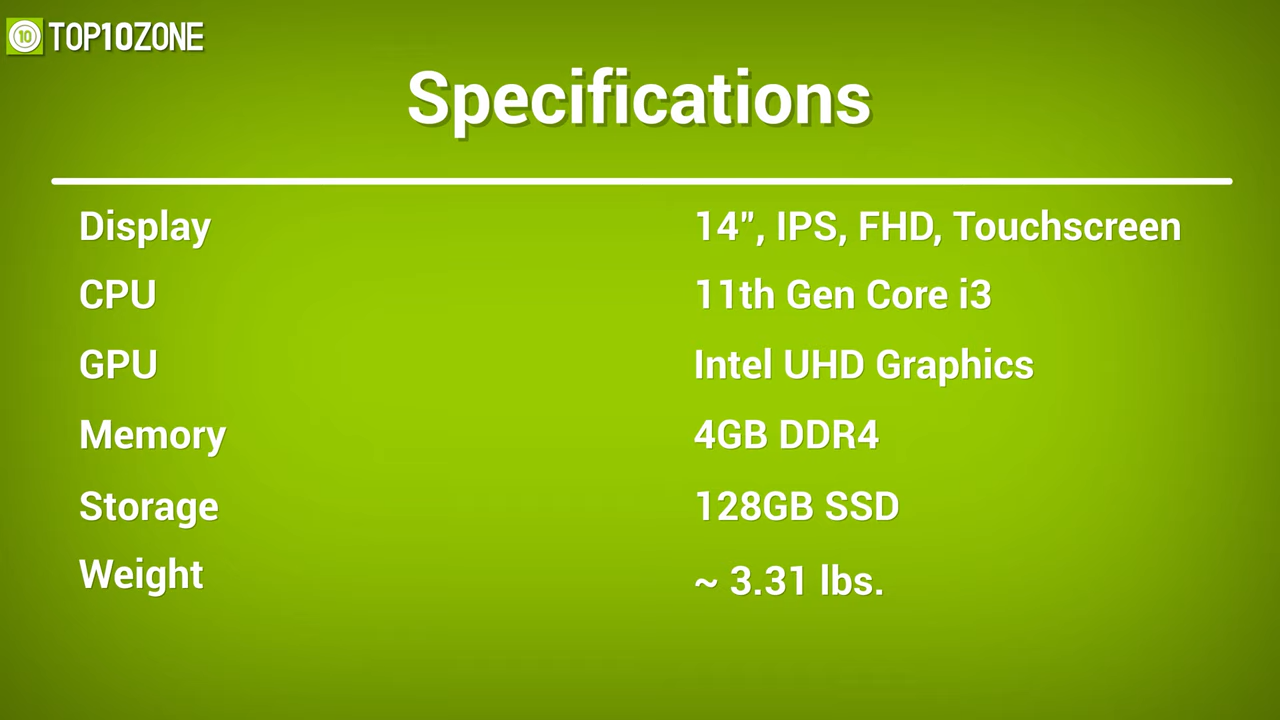 TOP10ZONE
Specifications
Display 14”, IPS, FHD, Touchscreen
CPU 11th Gen Core i3
GPU Intel UHD Graphics
Memory 4GB DDR4
Storage 128GB SSD
Weight ~ 3.31 lbs.